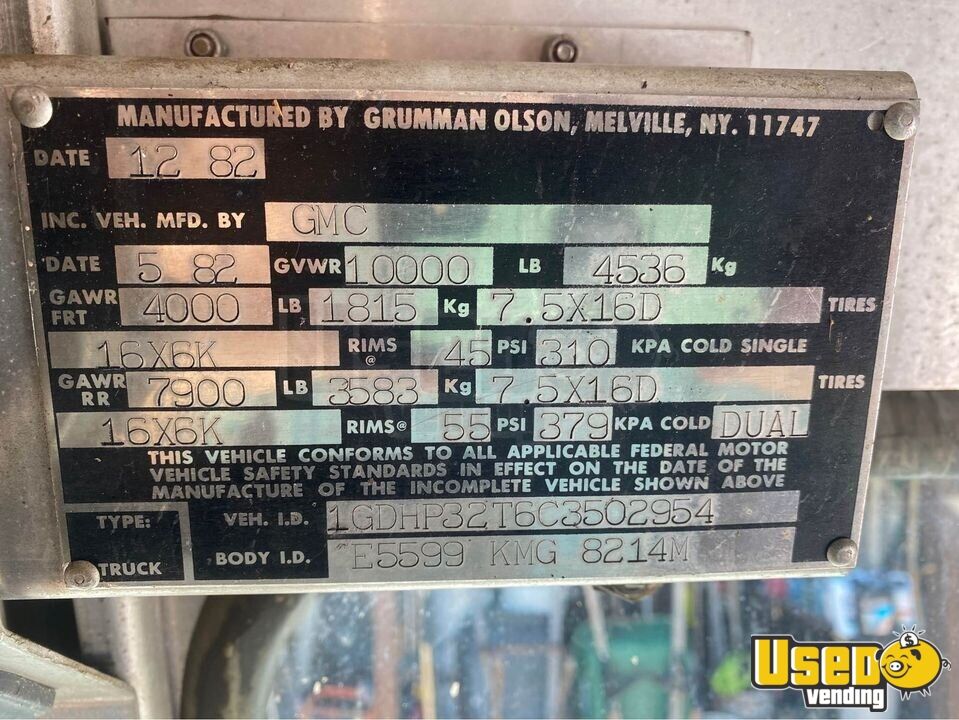 MANUFACTURED BY GRUMMAN OLSON, MELVILLE, NY. 11747
DATE 12 82
INC. VEH. MFD. BY GMC
DATE 5 82 GVWR 10000 LB 4536 Kg
GAWR FRT 4000 LB 1815 Kg 7.5X16D TIRES
16X6K RIMS @ 45 PSI 310 KPA COLD SINGLE
GAWR RR 7900 LB 3583 Kg 7.5X16D TIRES
16X6K RIMS @ 55 PSI 379 KPA COLD DUAL
THIS VEHICLE CONFORMS TO ALL APPLICABLE FEDERAL MOTOR
VEHICLE SAFETY STANDARDS IN EFFECT ON THE DATE OF
MANUFACTURE OF THE INCOMPLETE VEHICLE SHOWN ABOVE
TYPE: VEH. I.D. 1GDHP32T6C3502954
TRUCK BODY I.D. E5599 KMG 8214M
Used
vending